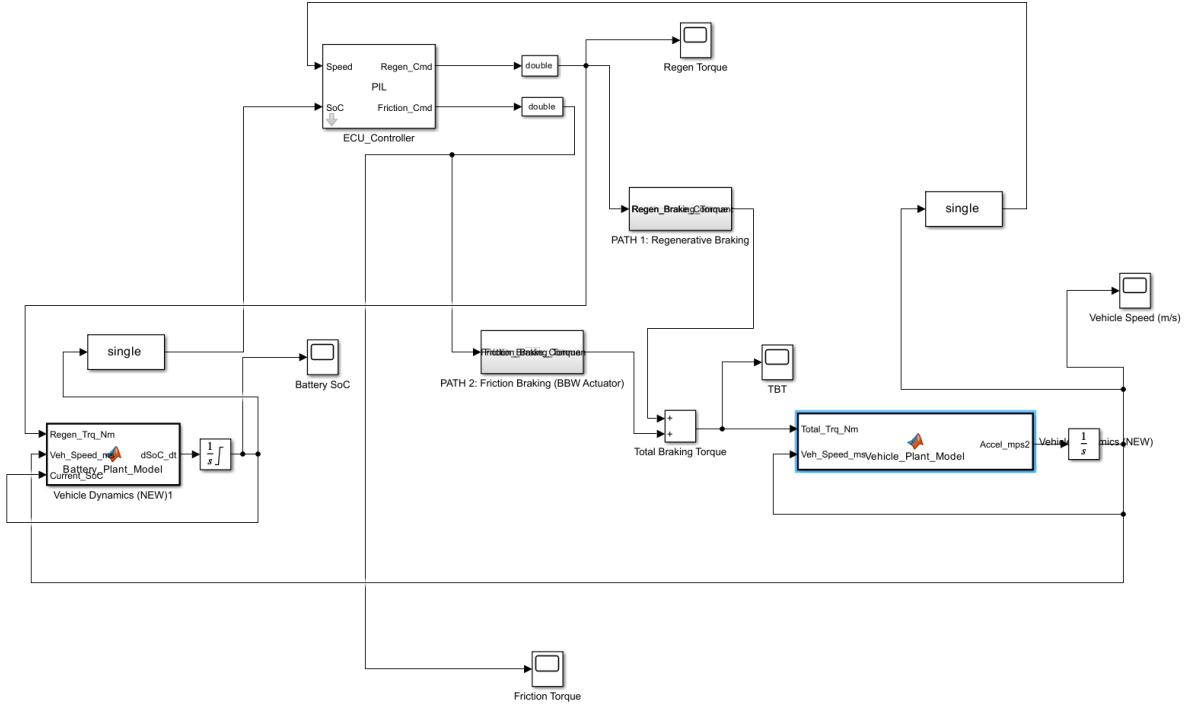 Speed
Regen_Cmd
double
PIL
SoC
Friction_Cmd
double
ECU_Controller
Regen Torque
PATH 1: Regenerative Braking
single
Vehicle Speed (m/s)
single
Battery SoC
PATH 2: Friction Braking (BBW Actuator)
TBT
+
+
Total Braking Torque
Regen_Trq_Nm
Veh_Speed_ms
dSoC_dt
Battery_Plant_Model
Current_SoC
Vehicle Dynamics (NEW)1
1
s
Total_Trq_Nm
Accel_mps2
Veh_Speed_ms
Vehicle_Plant_Model
1
s
(NEW)
Friction Torque